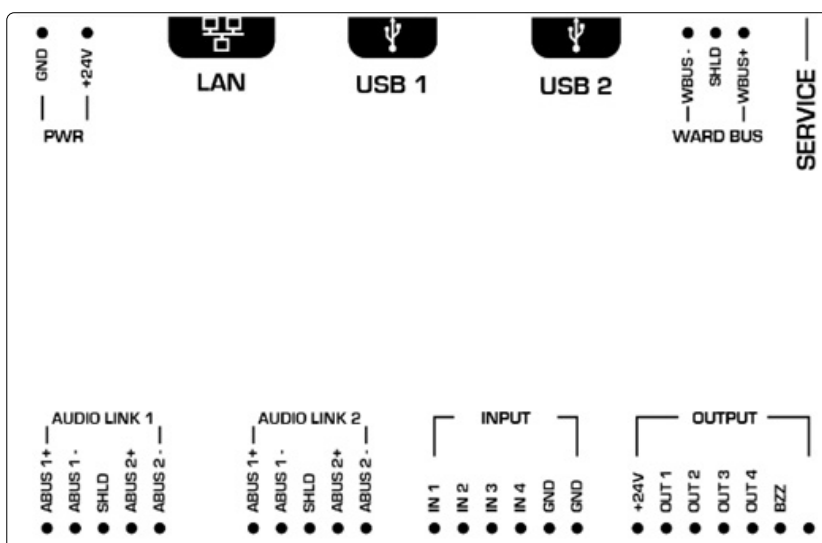 GND
+24V
PWR
LAN
USB 1
USB 2
WBUS -
SHLD
WBUS+
WARD BUS
SERVICE
AUDIO LINK 1
ABUS 1+
ABUS 1 -
SHLD
ABUS 2+
ABUS 2 -
AUDIO LINK 2
ABUS 1+
ABUS 1 -
SHLD
ABUS 2+
ABUS 2 -
INPUT
IN 1
IN 2
IN 3
IN 4
GND
GND
OUTPUT
+24V
OUT 1
OUT 2
OUT 3
OUT 4
BZZ